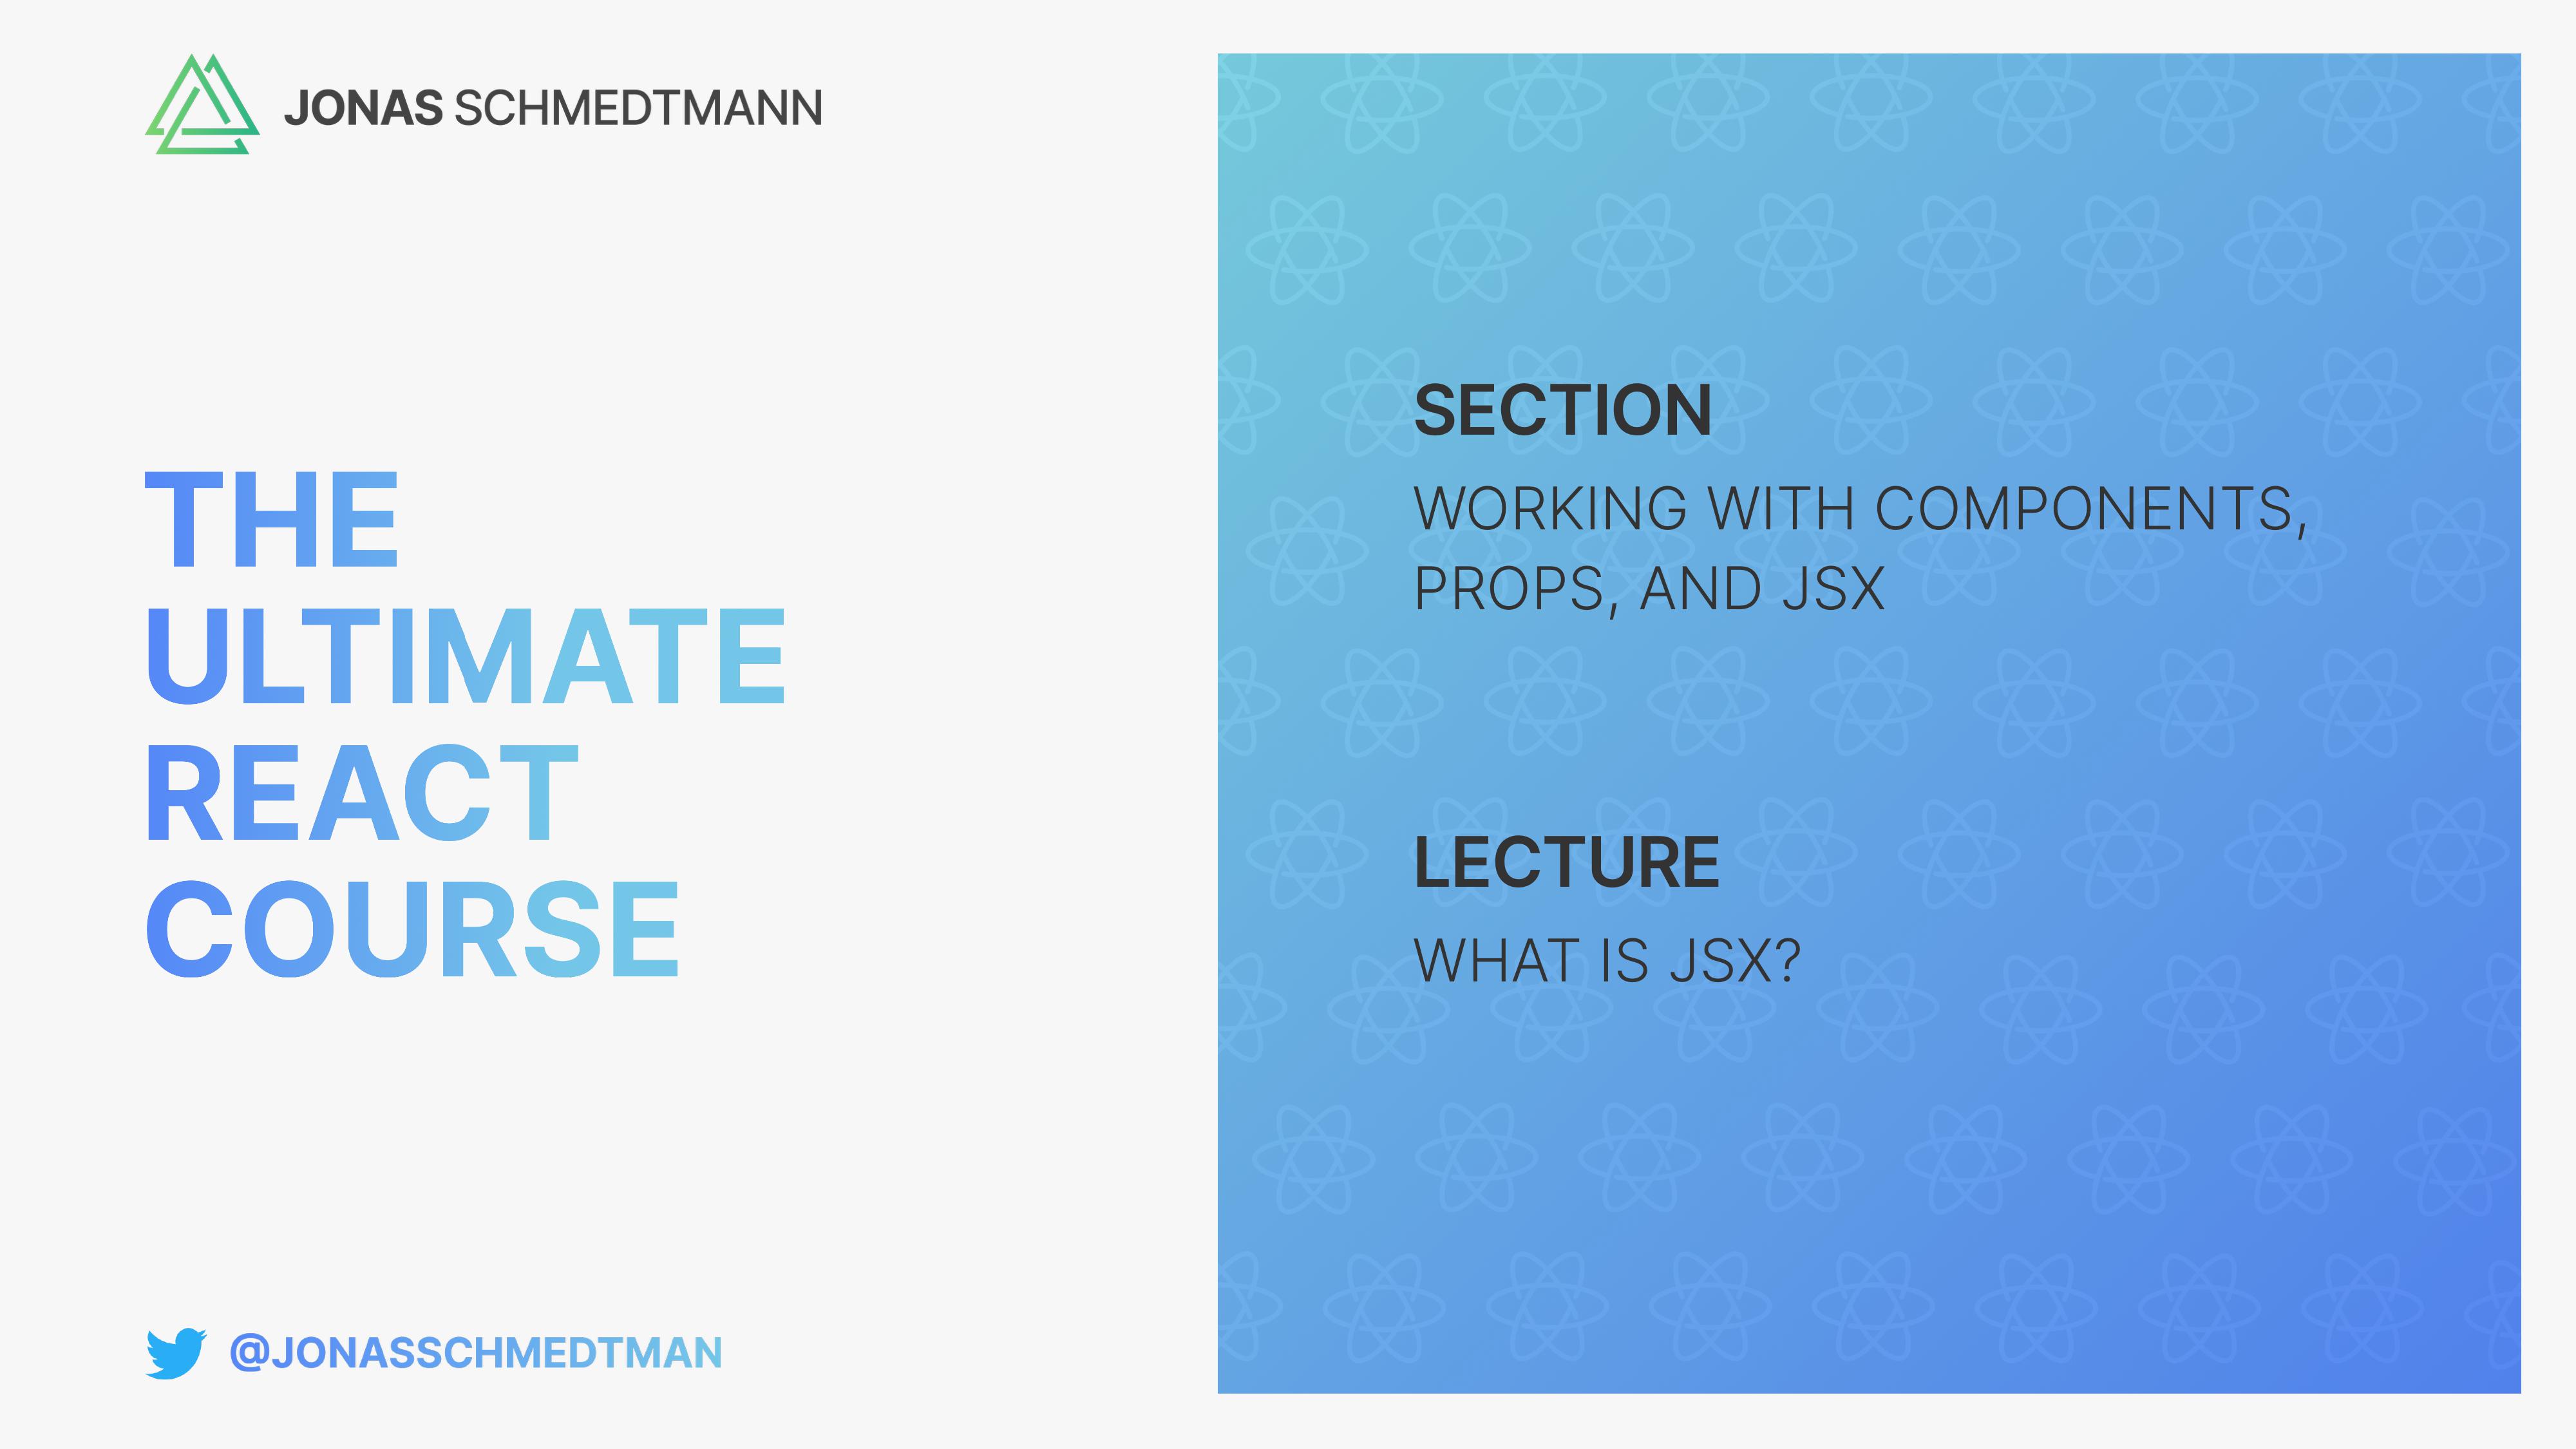 JONAS SCHMEDTMANN
THE
ULTIMATE
REACT
COURSE
@JONASSCHMEDTMAN
SECTION
WORKING WITH COMPONENTS,
PROPS, AND JSX
LECTURE
WHAT IS JSX?